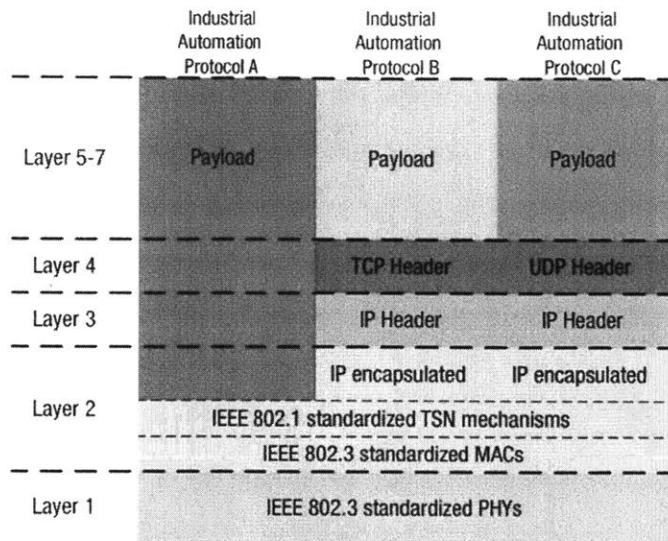 Industrial
Automation
Protocol A
Industrial
Automation
Protocol B
Industrial
Automation
Protocol C
Layer 5-7
Payload
Payload
Payload
Layer 4
TCP Header
UDP Header
Layer 3
IP Header
IP Header
Layer 2
IP encapsulated
IP encapsulated
IEEE 802.1 standardized TSN mechanisms
IEEE 802.3 standardized MACs
Layer 1
IEEE 802.3 standardized PHYs